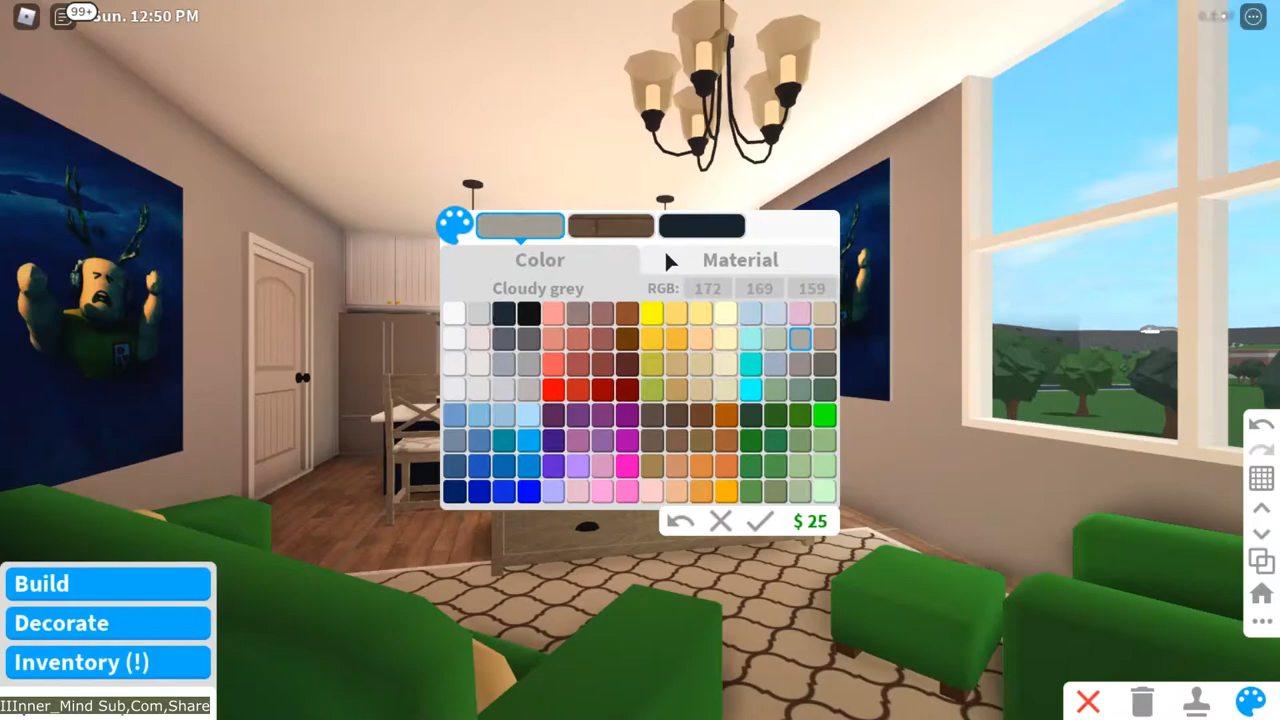 99+
Sun. 12:50 PM
Color
Material
Cloudy grey
RGB: 172 169 159
$ 25
Build
Decorate
Inventory (!)
IIInner_Mind Sub,Com,Share
R